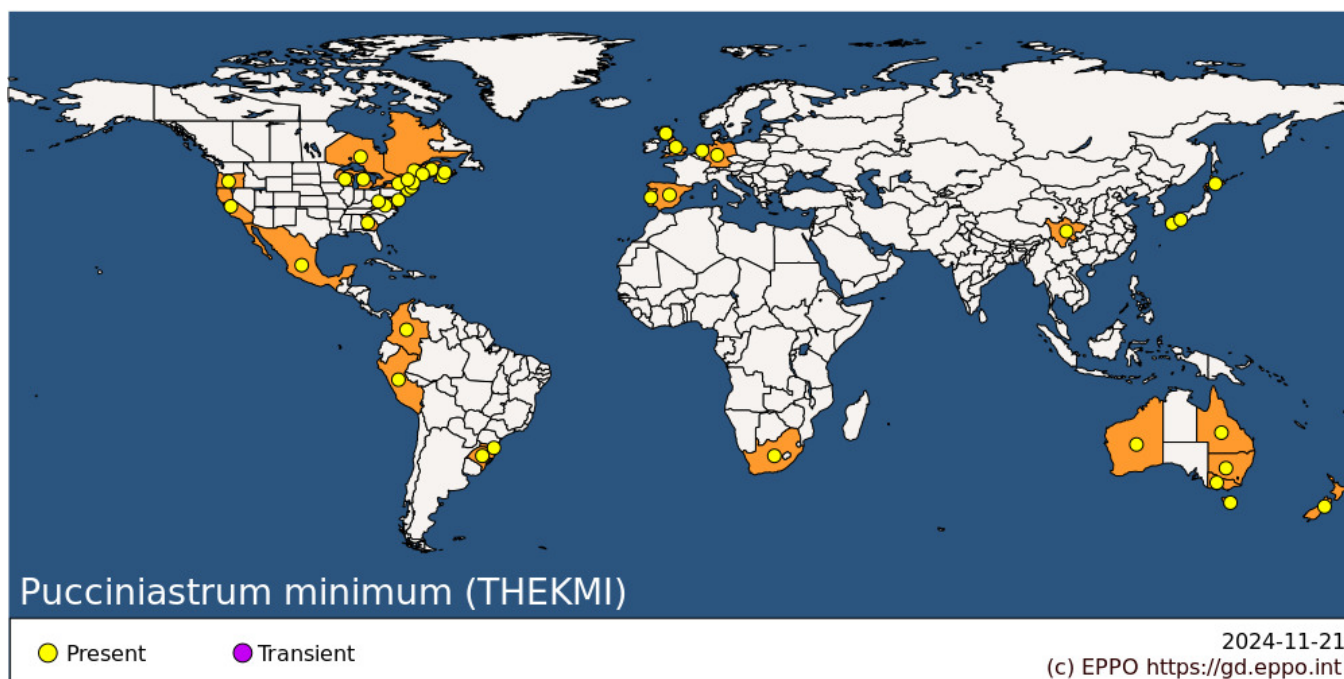 Pucciniastrum minimum (THEKMI)
Present
Transient
2024-11-21
(c) EPPO https://gd.eppo.int